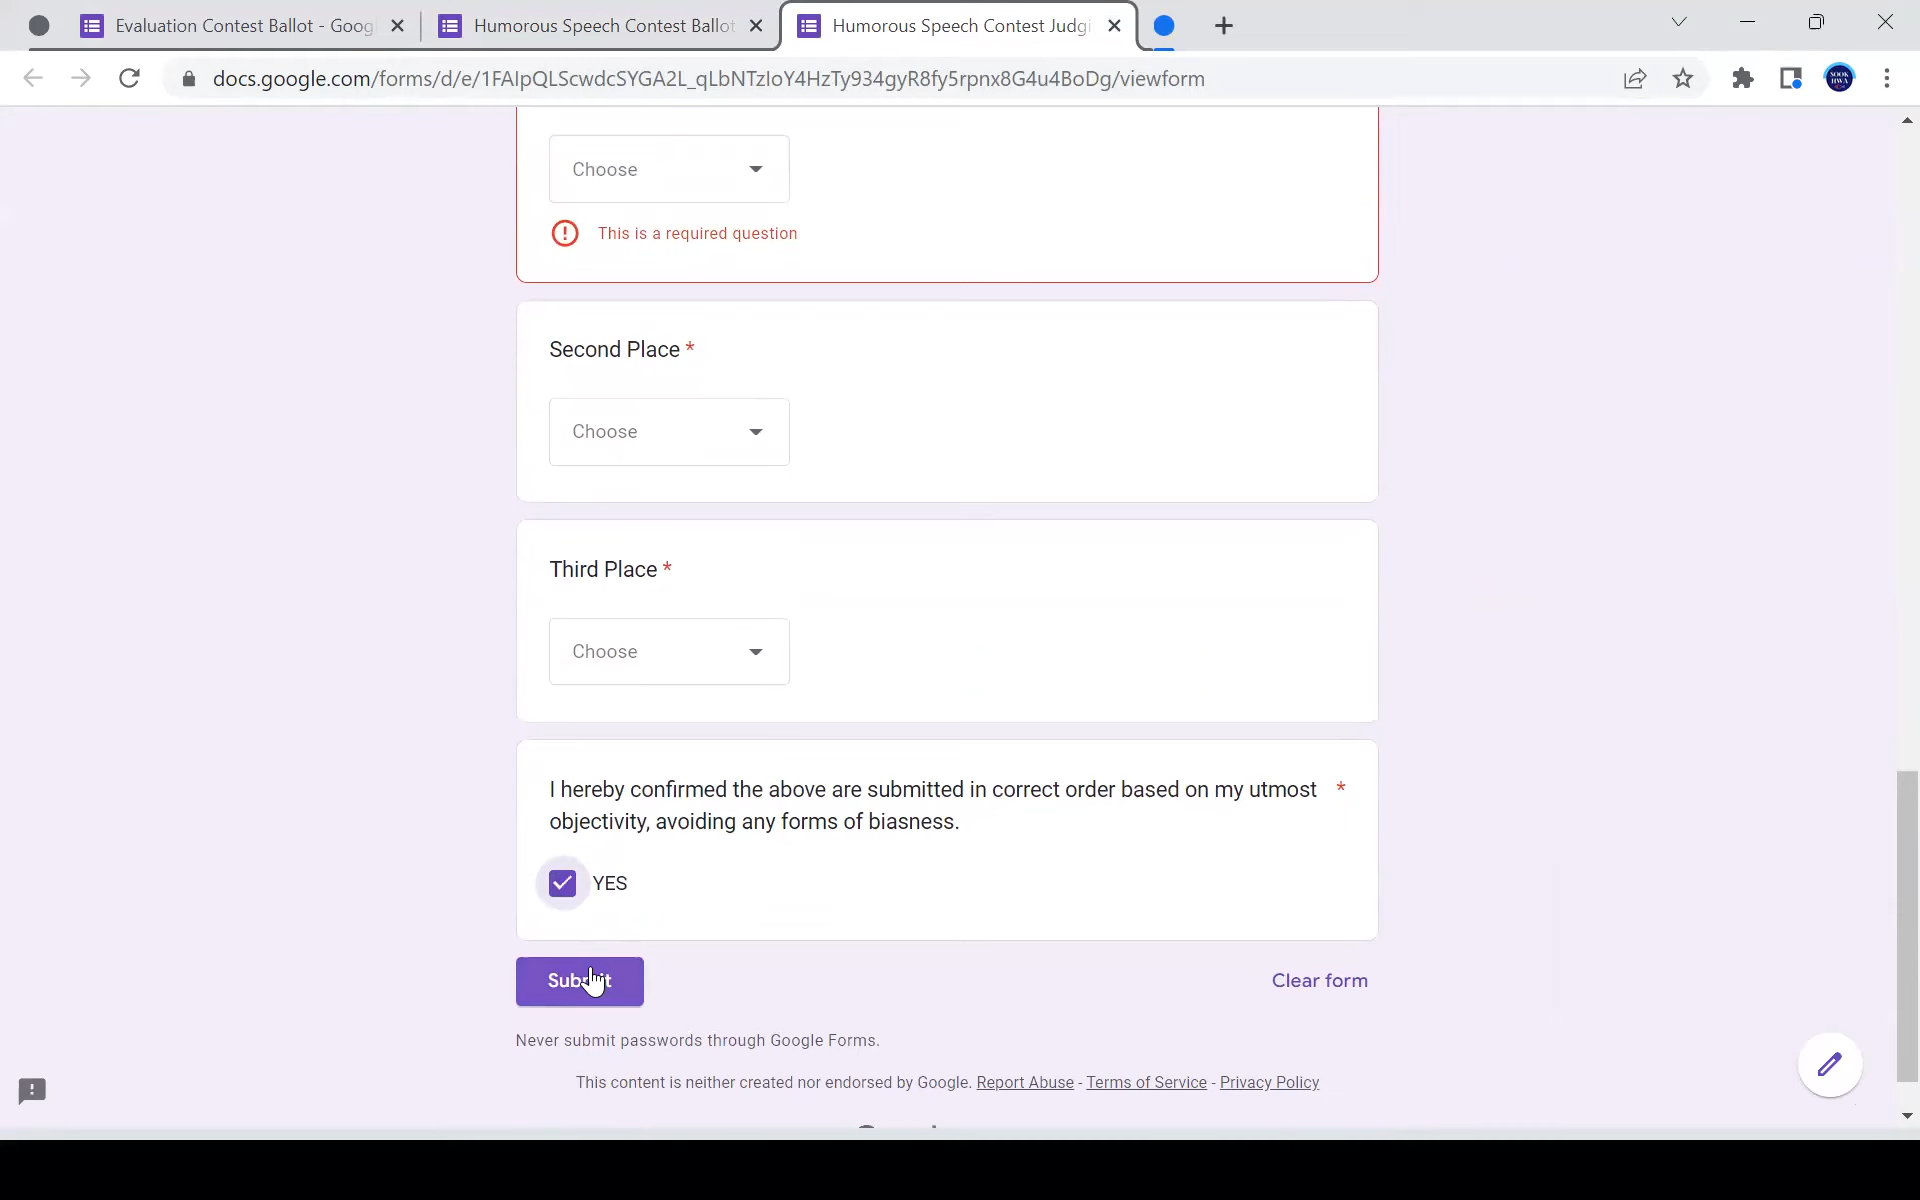 Evaluation Contest Ballot - Goog
Humorous Speech Contest Ballot
Humorous Speech Contest Judgi
docs.google.com/forms/d/e/1FAIpQLScwdcSYGA2L_qLbNTzIoY4HzTy934gyR8fy5rpnx8G4u4BoDg/viewform
SOOK
HWA
Choose
This is a required question
Second Place *
Choose
Third Place *
Choose
I hereby confirmed the above are submitted in correct order based on my utmost *
objectivity, avoiding any forms of biasness.
YES
Submit
Clear form
Never submit passwords through Google Forms.
This content is neither created nor endorsed by Google. Report Abuse - Terms of Service - Privacy Policy